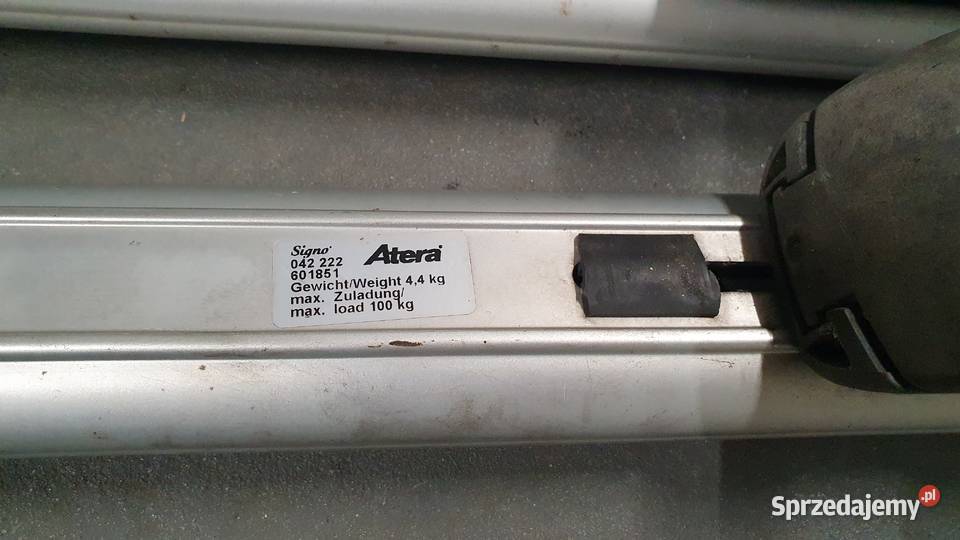 Signo
Atera
042 222
601851
Gewicht/Weight 4,4 kg
max. Zuladung/
max. load 100 kg
Sprzedajemy.pl